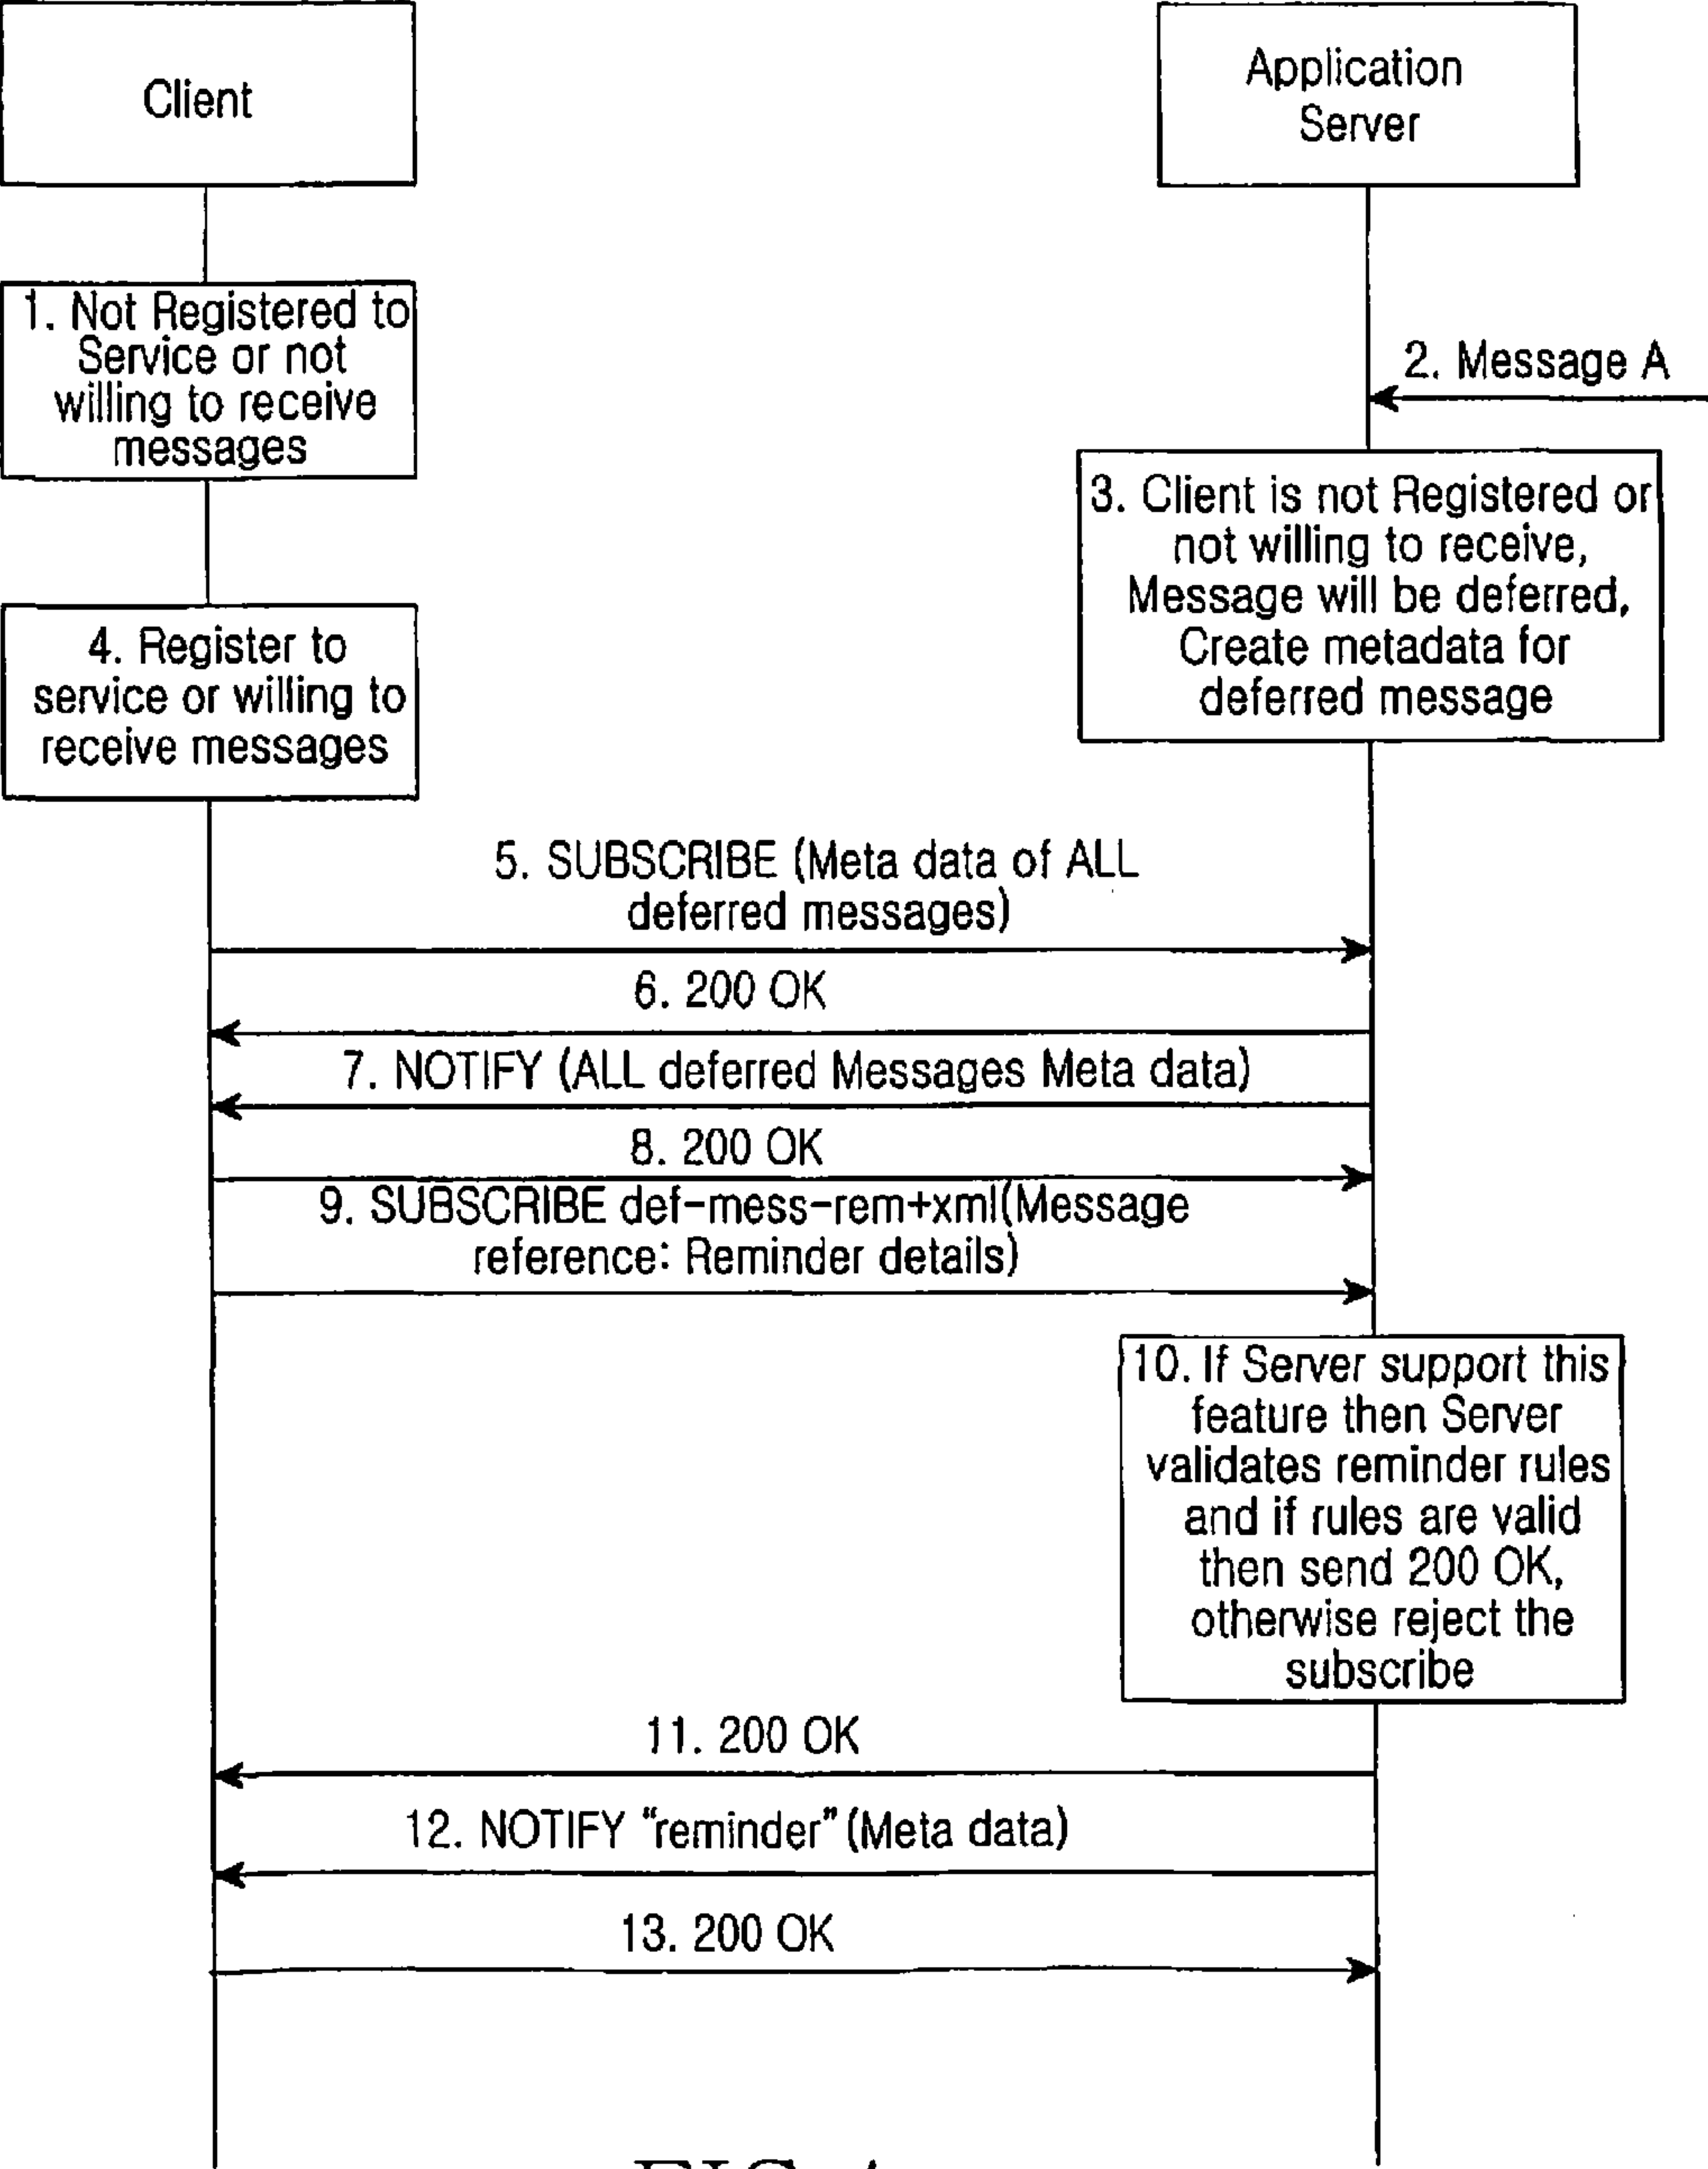 Client
Application
Server
1. Not Registered to
Service or not
willing to receive
messages
2. Message A
3. Client is not Registered or
not willing to receive,
Message will be deferred,
Create metadata for
deferred message
4. Register to
service or willing to
receive messages
5. SUBSCRIBE (Meta data of ALL
deferred messages)
6. 200 OK
7. NOTIFY (ALL deferred Messages Meta data)
8. 200 OK
9. SUBSCRIBE def-mess-rem+xml(Message
reference: Reminder details)
10. If Server support this
feature then Server
validates reminder rules
and if rules are valid
then send 200 OK,
otherwise reject the
subscribe
11. 200 OK
12. NOTIFY “reminder” (Meta data)
13. 200 OK